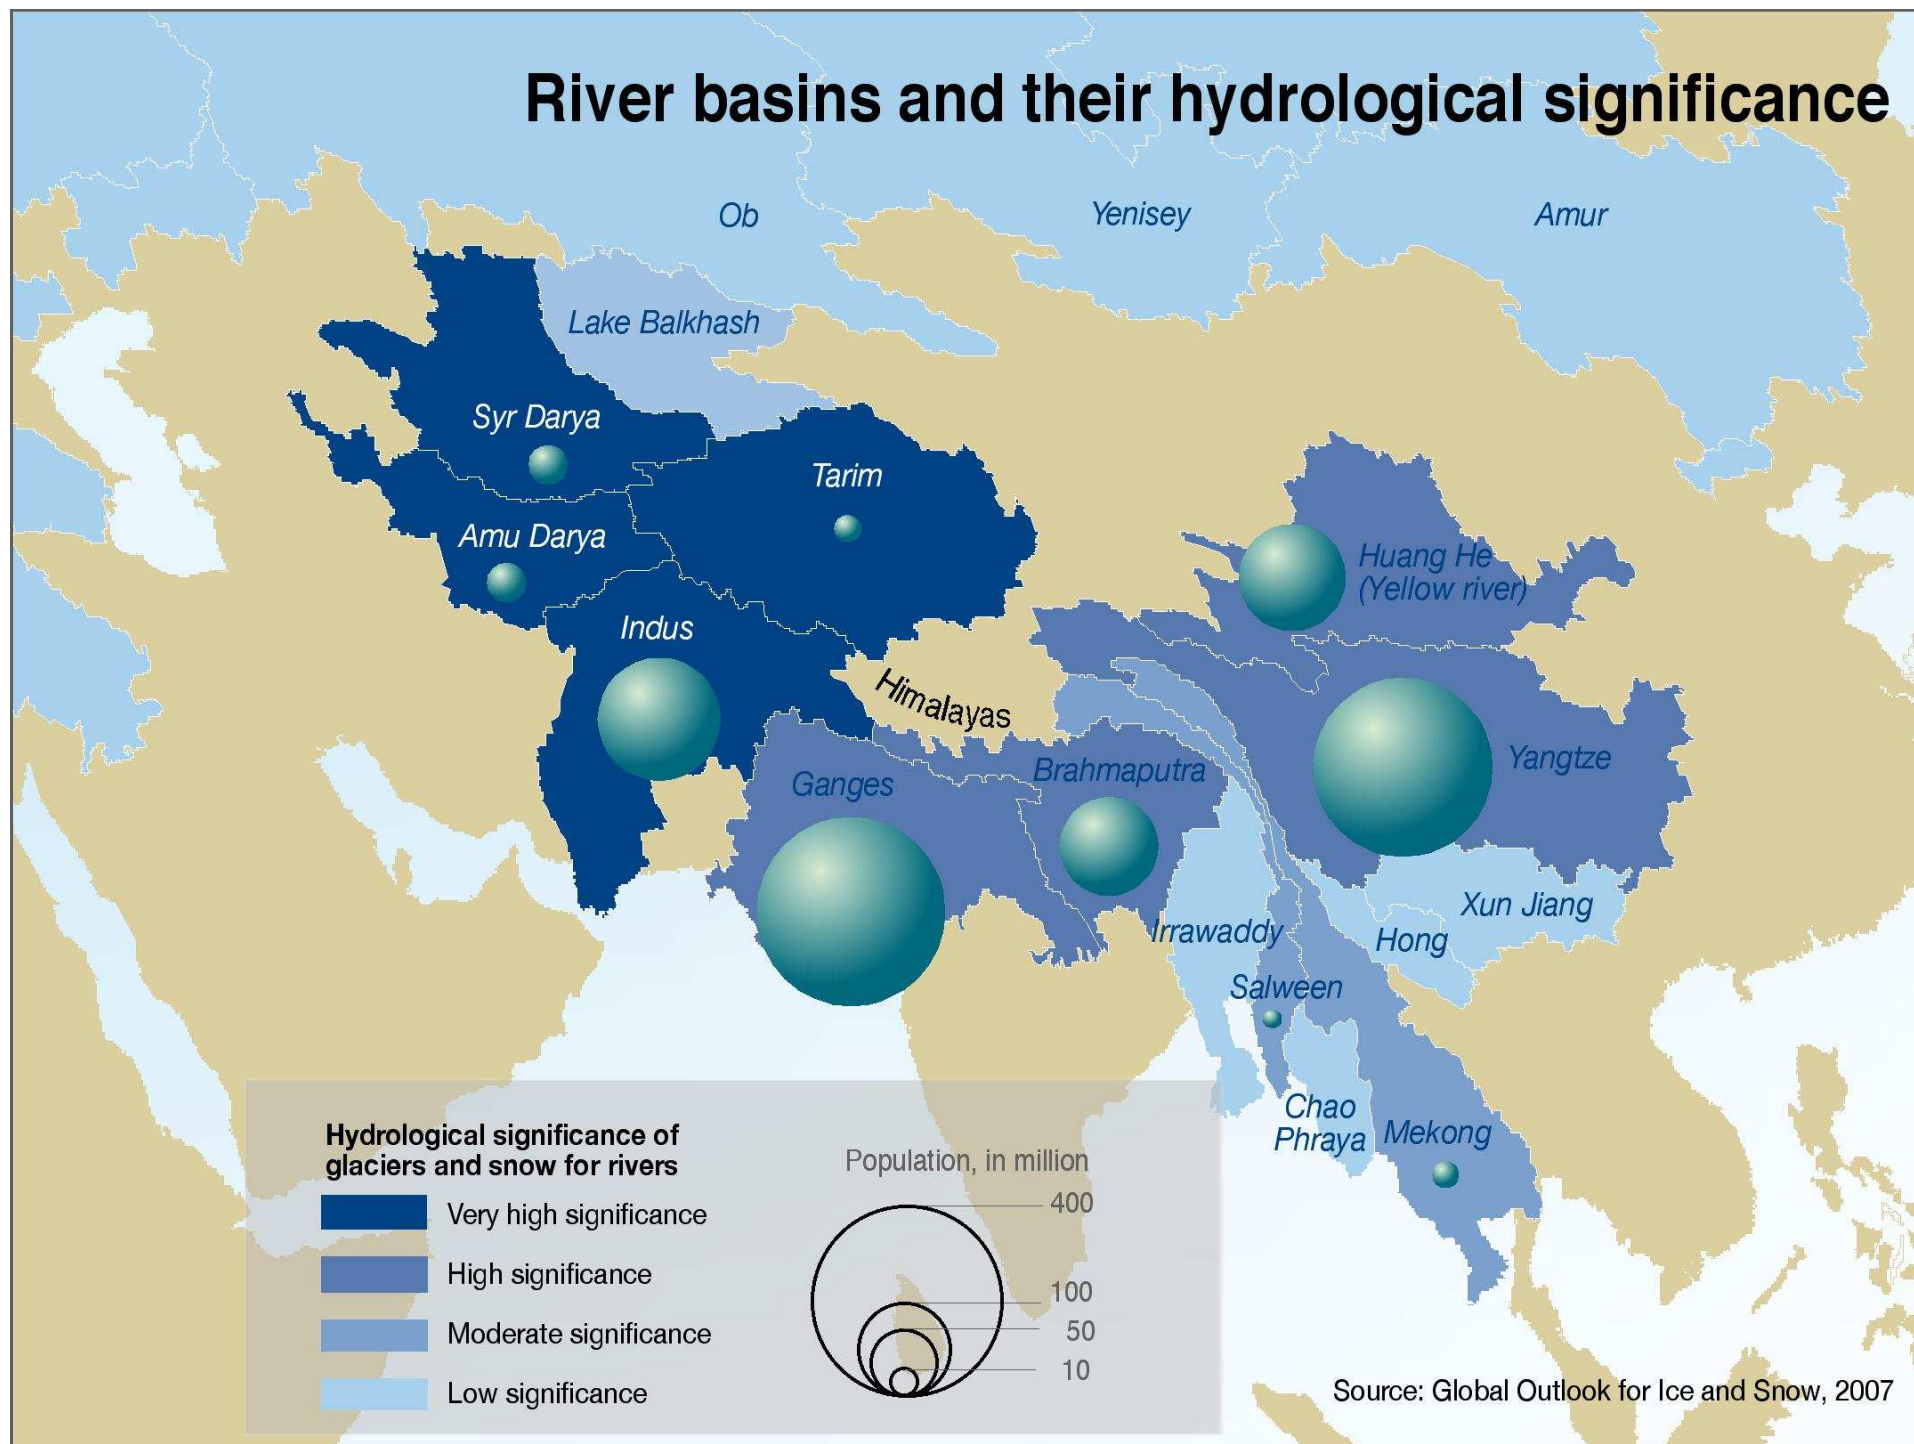 River basins and their hydrological significance
Ob
Yenisey
Amur
Lake Balkhash
Syr Darya
Tarim
Amu Darya
Huang He
(Yellow river)
Indus
Himalayas
Yangtze
Brahmaputra
Ganges
Xun Jiang
Irrawaddy
Hong
Salween
Chao
Phraya
Mekong
Hydrological significance of
glaciers and snow for rivers
Very high significance
High significance
Moderate significance
Low significance
Population, in million
400
100
50
10
Source: Global Outlook for Ice and Snow, 2007